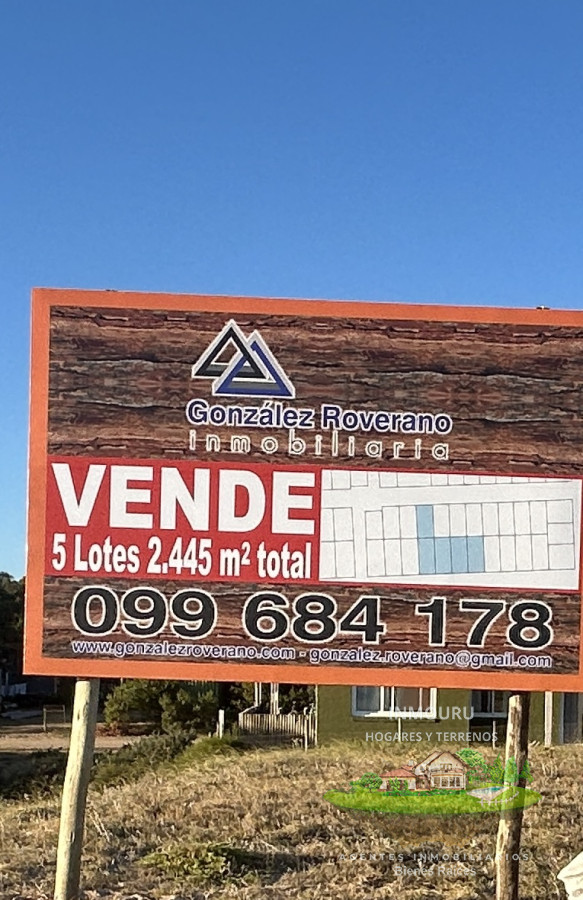 González Roverano
inmobiliaria
VENDE
5 Lotes 2.445 m² total
099 684 178
www.gonzalezroverano.com - gonzalez.roverano@gmail.com
INMOURU
HOGARES Y TERRENOS
AGENTES INMOBILIARIOS
Bienes Raíces